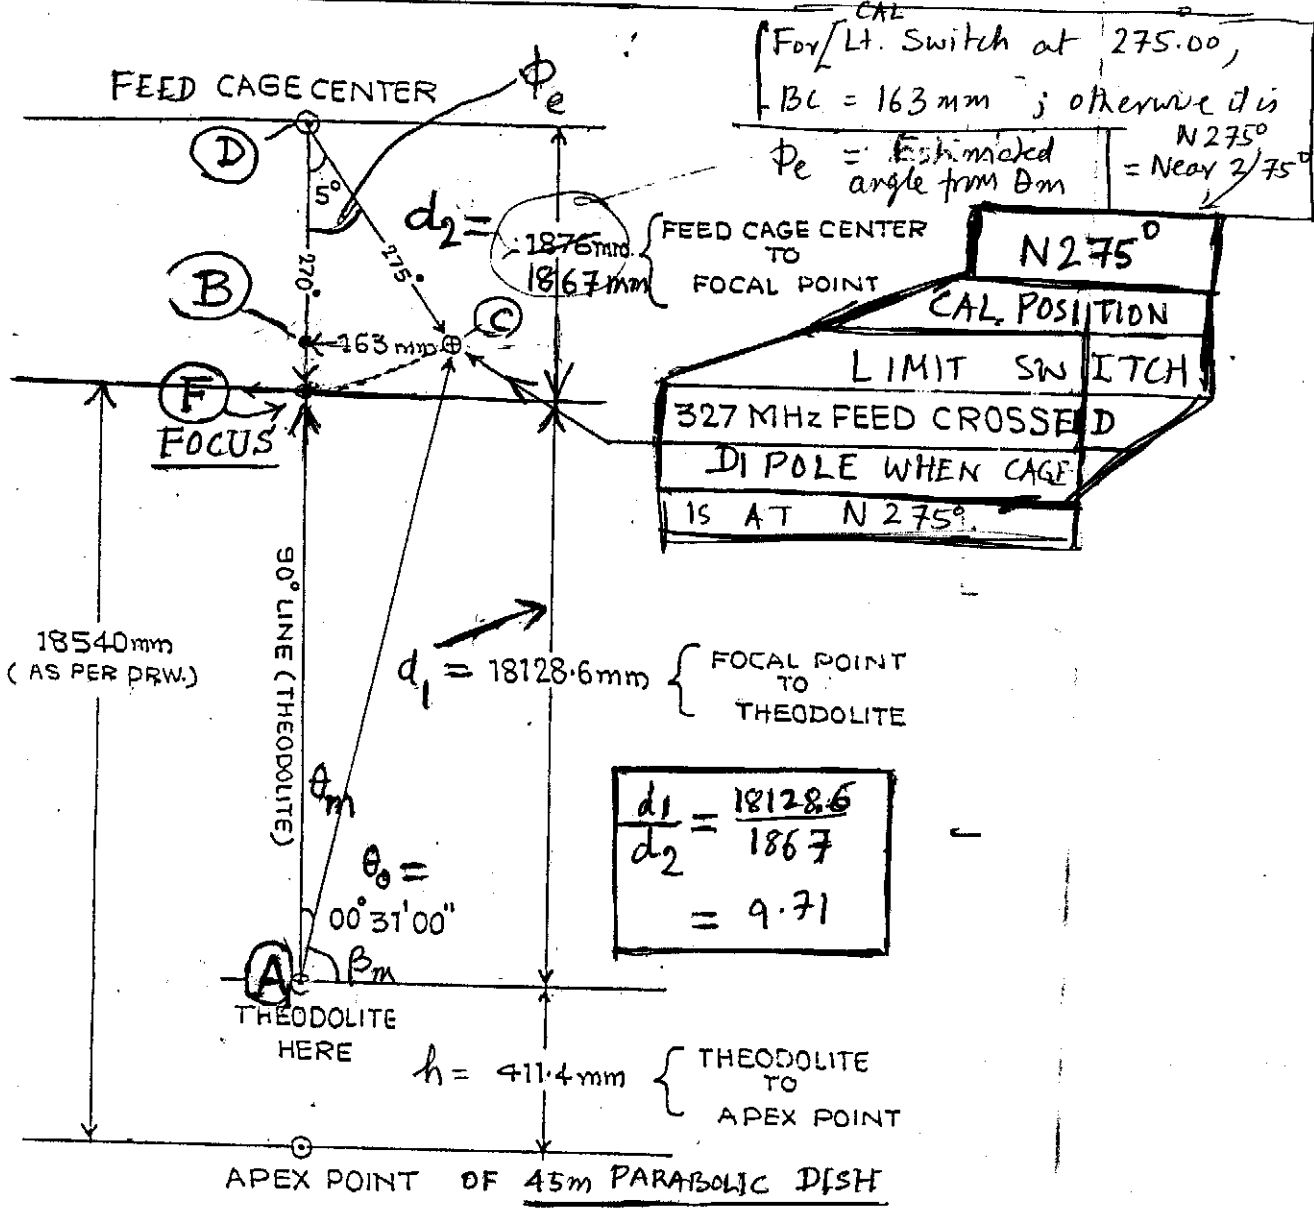 CAL
For Lt. Switch at 275.00,
BC = 163 mm ; otherwise it is
N 275°
= Near 275°
ϕe = Estimated
angle from θm
FEED CAGE CENTER
ϕe
D
5°
270°
275°
d2 = 1876mm
1867mm
FEED CAGE CENTER
TO
FOCAL POINT
B
163 mm
C
F
FOCUS
N275°
CAL. POSITION
LIMIT SWITCH
327 MHz FEED CROSSED
DIPOLE WHEN CAGE
IS AT N 275°.
18540mm
(AS PER DRW.)
90° LINE (THEODOLITE)
d1 = 18128.6mm
FOCAL POINT
TO
THEODOLITE
θm
d1/d2 = 18128.6/1867
= 9.71
θ0 =
00°31'00"
A
βm
THEODOLITE
HERE
h = 411.4mm
THEODOLITE
TO
APEX POINT
APEX POINT OF 45m PARABOLIC DISH